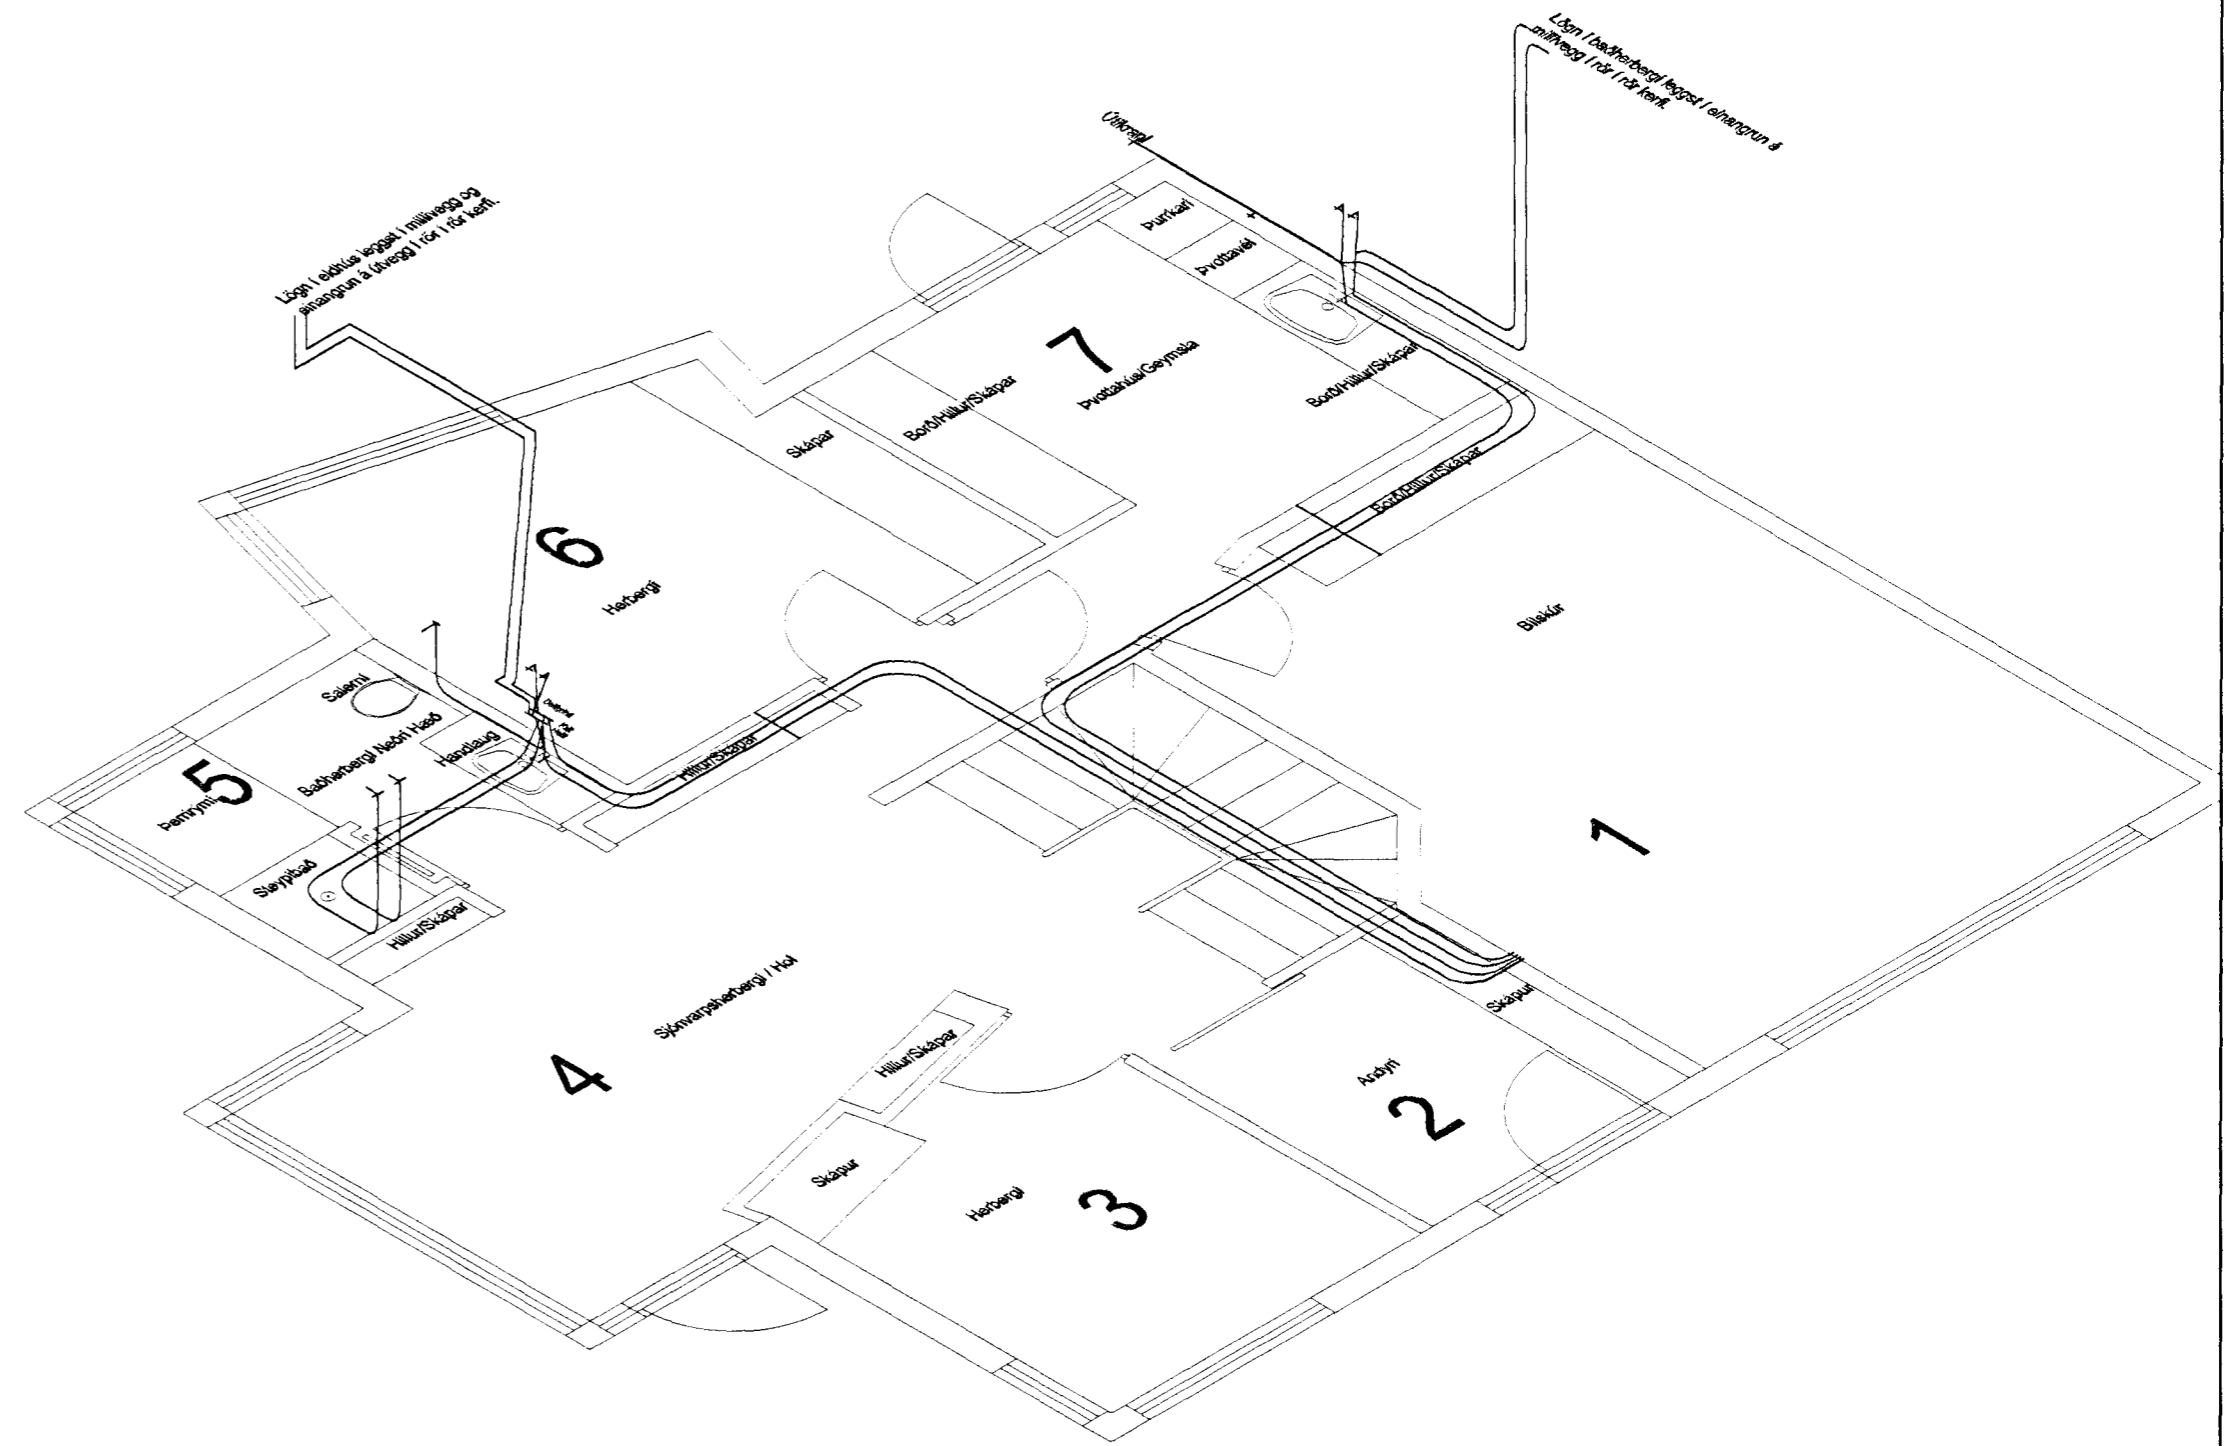 Lögn í baðherbergi leggst í einangrun á
millivegg í rör í rör kerfi.
Útikrani
Lögn í eldhús leggst í millivegg og
einangrun á útvegg í rör í rör kerfi.
Þurrkari
Þvottavél
7
Þvottahús/Geymsla
Borð/Hillur/Skápar
Borð/Hillur/Skápar
Skápar
Borð/Hillur/Skápar
6
Herbergi
Bílskúr
1
Salerni
Baðherbergi Neðri Hæð
Handlaug
Hillur/Skápar
5
Þerrirými
Steypibað
Hillur/Skápar
Sjónvarpsherbergi / Hol
4
Skápur
Hillur/Skápar
Andyri
2
Skápur
Herbergi
3